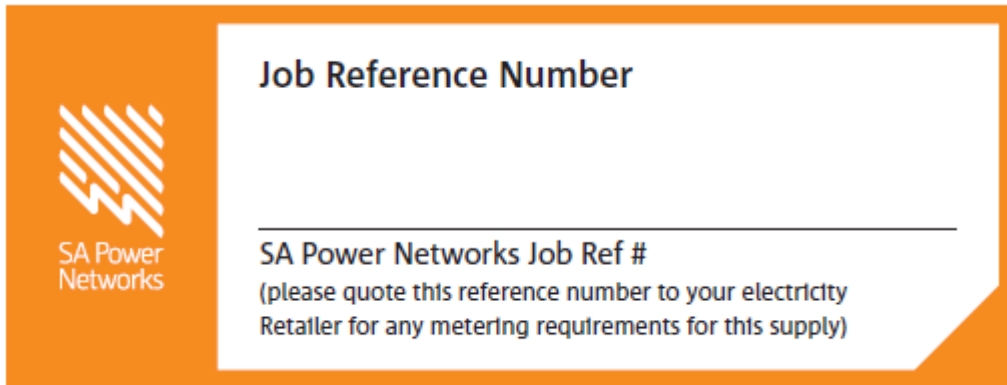 Job Reference Number
SA Power
Networks
SA Power Networks Job Ref #
(please quote this reference number to your electricity
Retailer for any metering requirements for this supply)